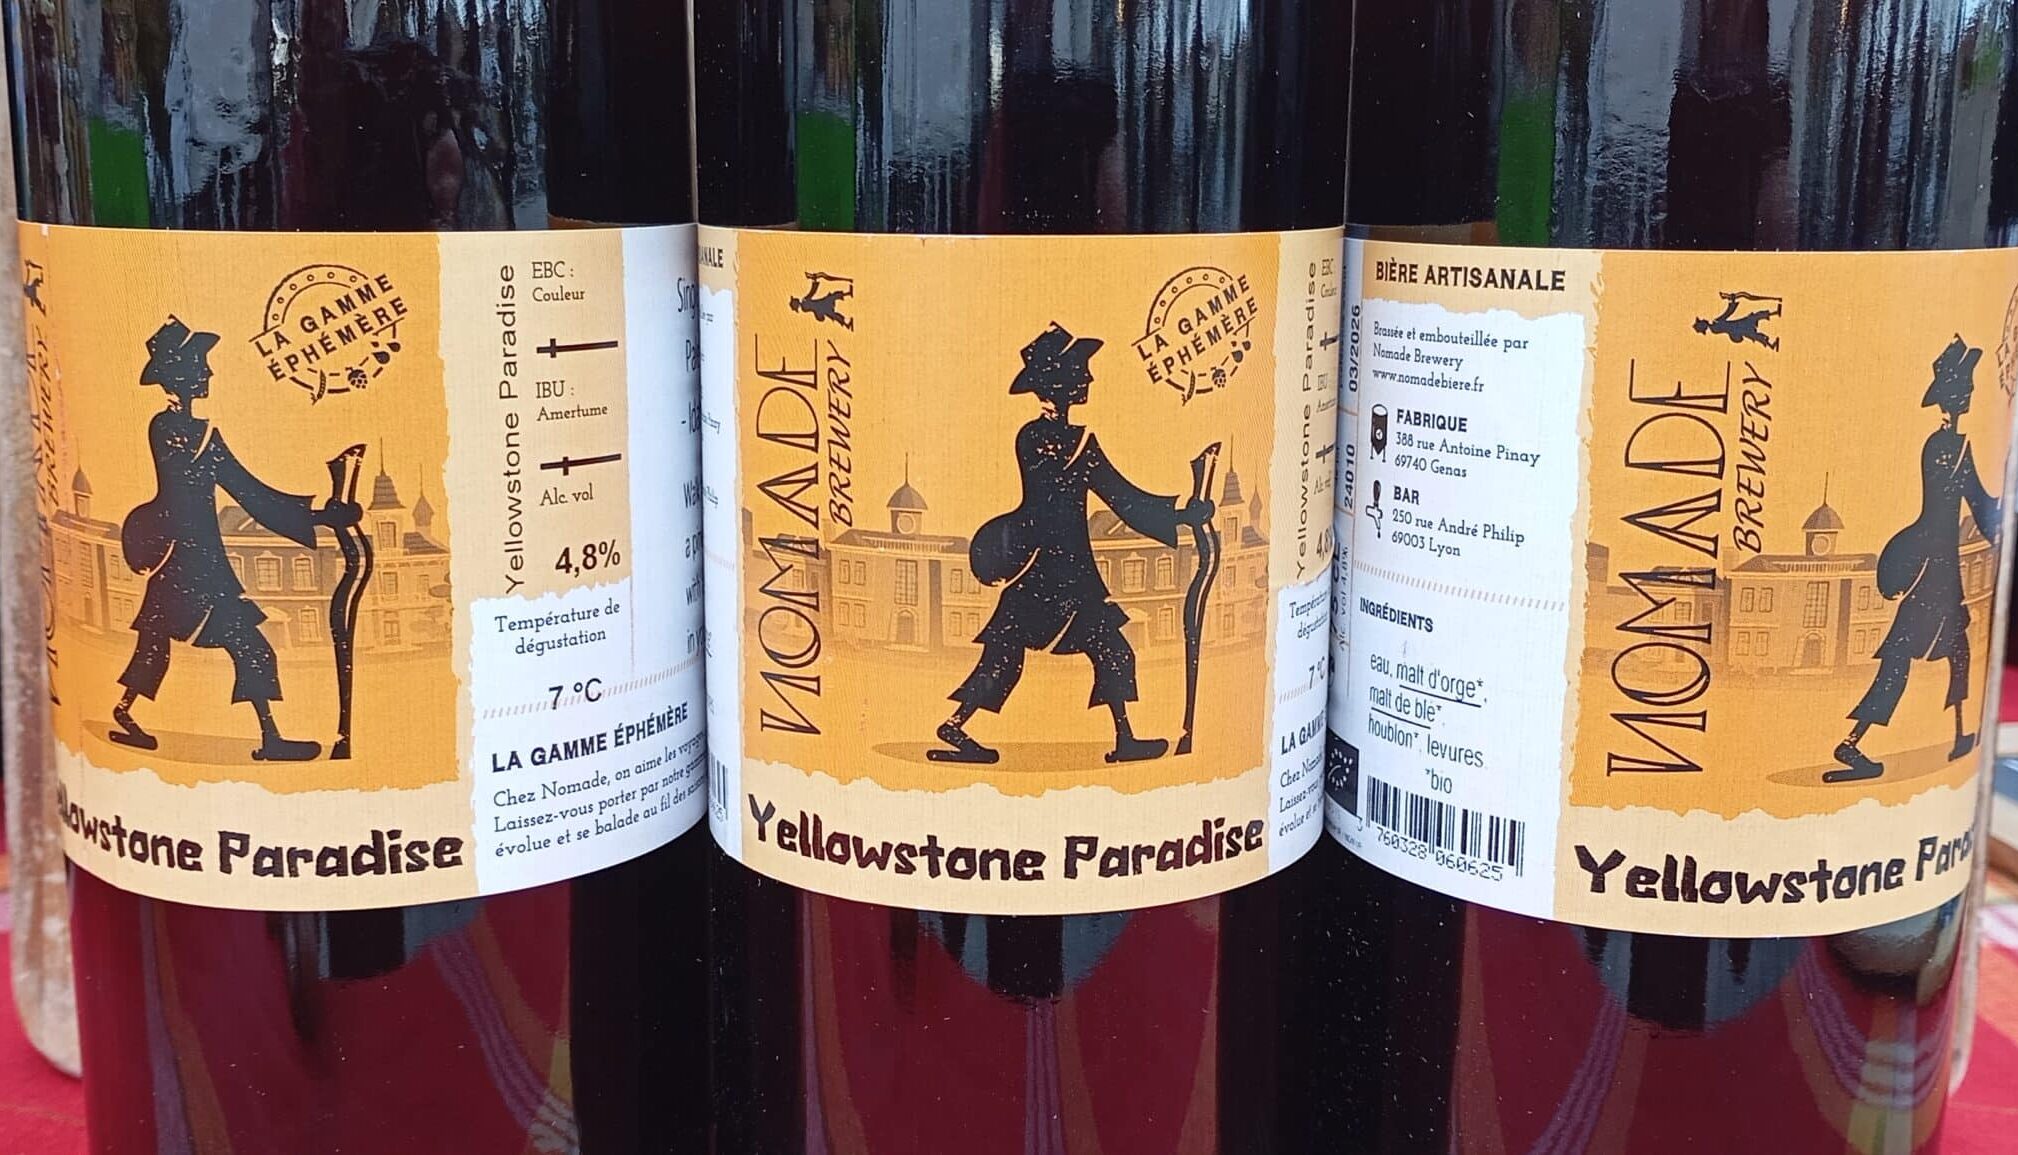 BREWERY
LA GAMME
ÉPHÉMÈRE
Yellowstone Paradise
EBC :
Couleur
IBU :
Amertume
Alc. vol
4,8%
Température de
dégustation
7 °C
LA GAMME ÉPHÉMÈRE
Chez Nomade, on aime les
Laissez-vous porter par notre
évolue et se balade au fil des
Paradise
NOMADE
BREWERY
LA GAMME
ÉPHÉMÈRE
Yellowstone Paradise
Yellowstone Paradise
7 °C
BIÈRE ARTISANALE
Brassée et embouteillée par
Nomade Brewery
www.nomadebiere.fr
FABRIQUE
388 rue Antoine Pinay
69740 Genas
BAR
250 rue André Philip
69003 Lyon
03/2026
24010
INGRÉDIENTS
eau, malt d'orge*,
malt de blé*,
houblon*, levures.
*bio
3 760328 060625
NOMADE
BREWERY
Yellowstone